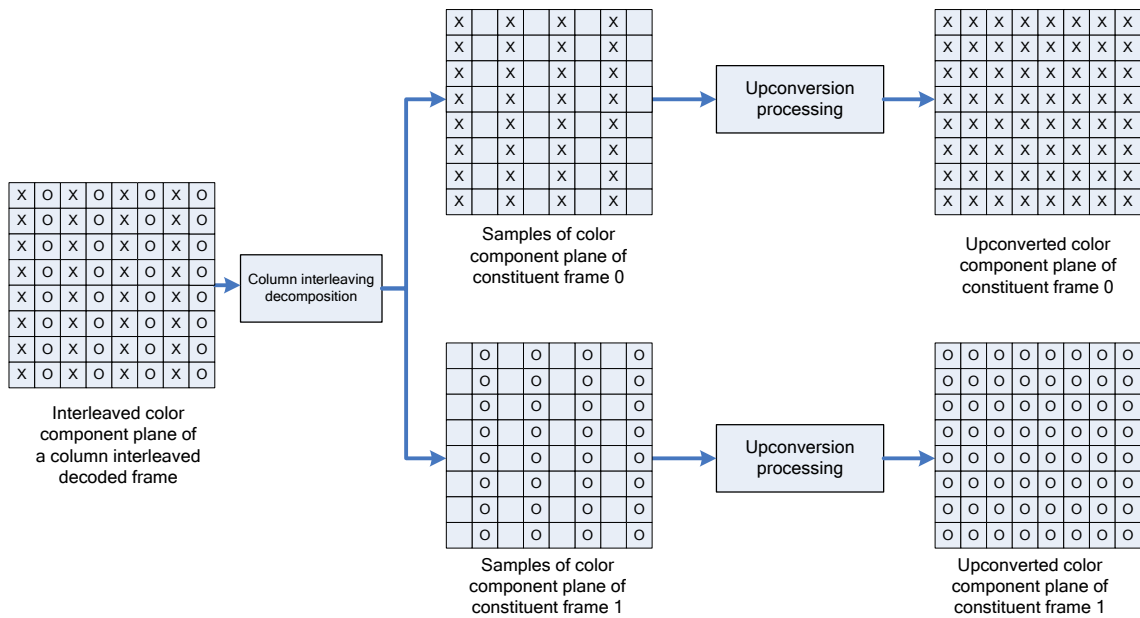 X X X X
X X X X
X X X X
X X X X
X X X X
X X X X
X X X X
X X X X
Samples of color
component plane of
constituent frame 0
Upconversion
processing
X X X X X X X X
X X X X X X X X
X X X X X X X X
X X X X X X X X
X X X X X X X X
X X X X X X X X
X X X X X X X X
X X X X X X X X
Upconverted color
component plane of
constituent frame 0
X O X O X O X O
X O X O X O X O
X O X O X O X O
X O X O X O X O
X O X O X O X O
X O X O X O X O
X O X O X O X O
X O X O X O X O
Interleaved color
component plane of
a column interleaved
decoded frame
Column interleaving
decomposition
O O O O
O O O O
O O O O
O O O O
O O O O
O O O O
O O O O
O O O O
Samples of color
component plane of
constituent frame 1
Upconversion
processing
O O O O O O O O
O O O O O O O O
O O O O O O O O
O O O O O O O O
O O O O O O O O
O O O O O O O O
O O O O O O O O
O O O O O O O O
Upconverted color
component plane of
constituent frame 1